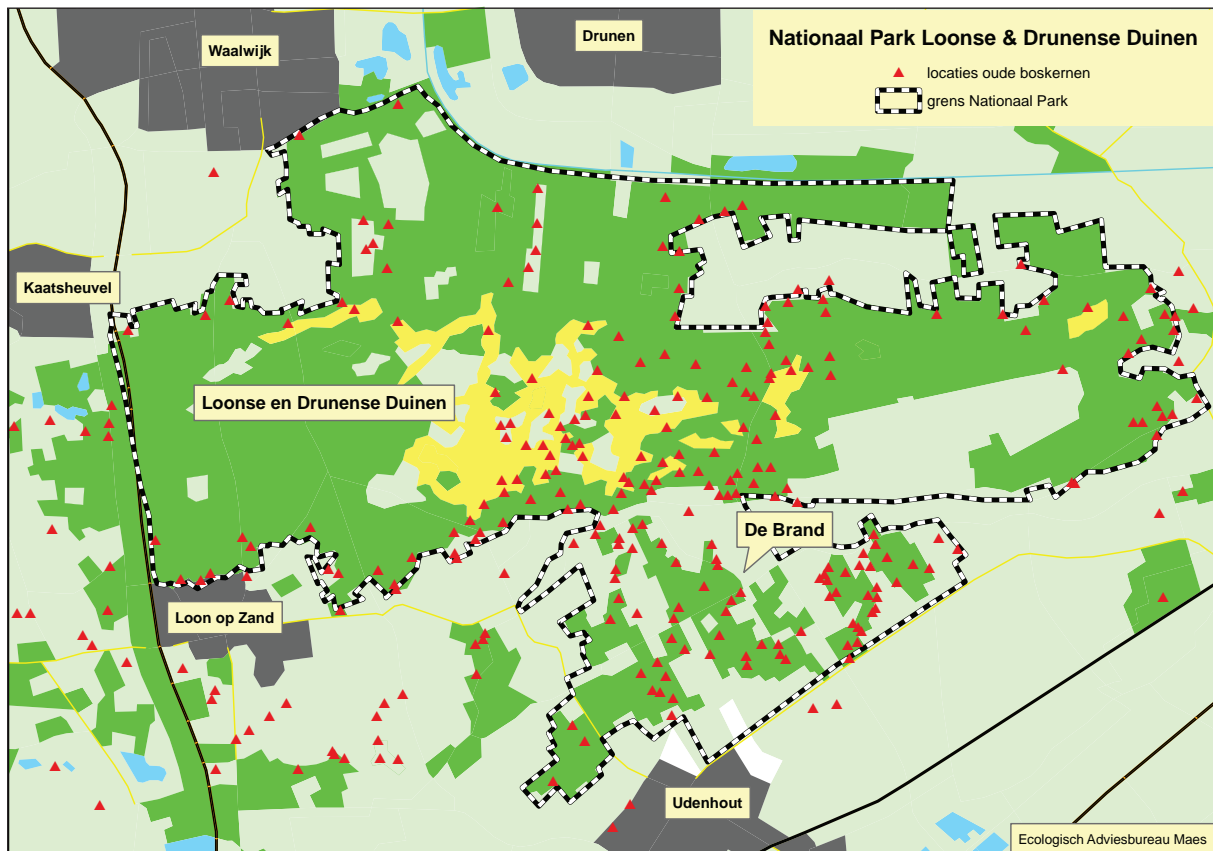 Waalwijk
Drunen
Nationaal Park Loonse & Drunense Duinen
locaties oude boskernen
grens Nationaal Park
Kaatsheuvel
Loonse en Drunense Duinen
De Brand
Loon op Zand
Udenhout
Ecologisch Adviesbureau Maes